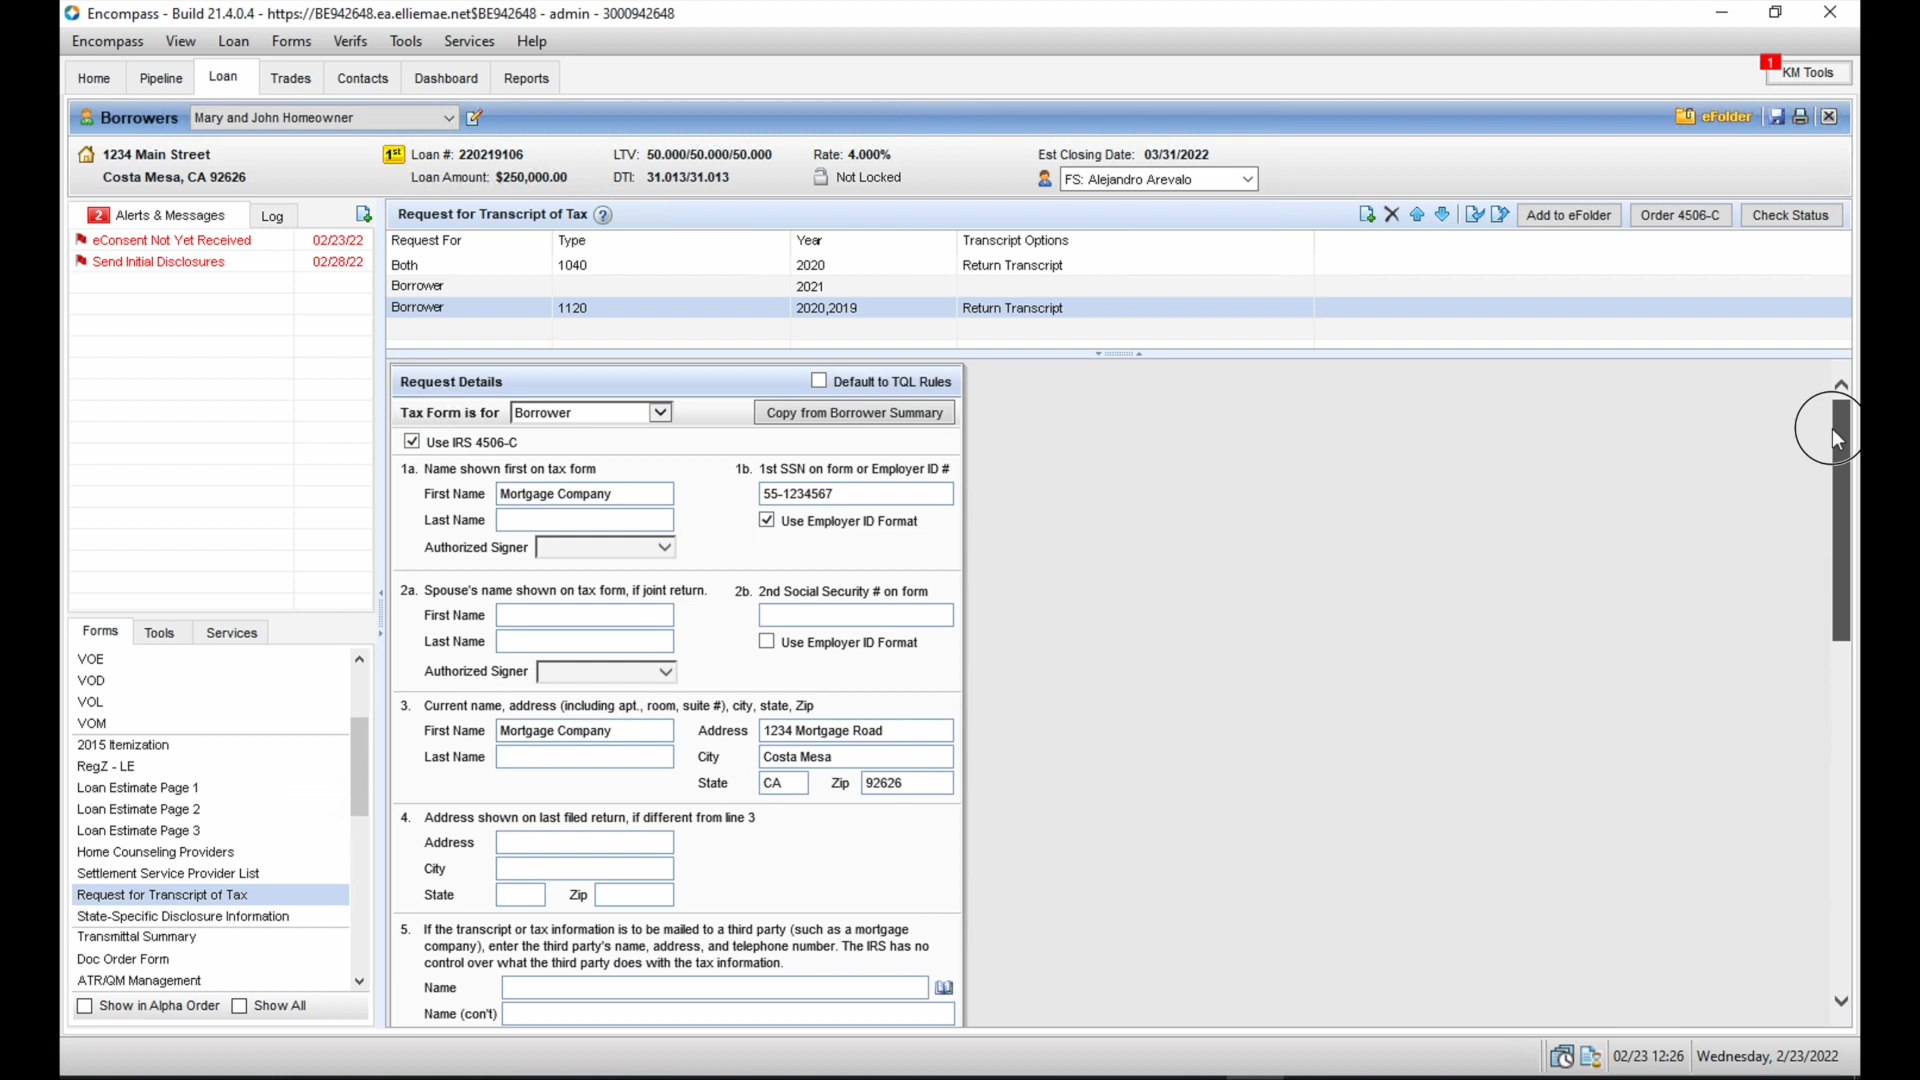 Encompass - Build 21.4.0.4 - https://BE942648.ea.elliemae.net$BE942648 - admin - 3000942648
Encompass View Loan Forms Verifs Tools Services Help
Home Pipeline Loan Trades Contacts Dashboard Reports
1 KM Tools
Borrowers Mary and John Homeowner eFolder
1234 Main Street 1st Loan #: 220219106 LTV: 50.000/50.000/50.000 Rate: 4.000% Est Closing Date: 03/31/2022
Costa Mesa, CA 92626 Loan Amount: $250,000.00 DTI: 31.013/31.013 Not Locked FS: Alejandro Arevalo
2 Alerts & Messages Log
eConsent Not Yet Received 02/23/22
Send Initial Disclosures 02/28/22
Request for Transcript of Tax ? Add to eFolder Order 4506-C Check Status
Request For Type Year Transcript Options
Both 1040 2020 Return Transcript
Borrower 2021
Borrower 1120 2020,2019 Return Transcript
Request Details Default to TQL Rules
Tax Form is for Borrower Copy from Borrower Summary
Use IRS 4506-C
1a. Name shown first on tax form 1b. 1st SSN on form or Employer ID #
First Name Mortgage Company 55-1234567
Last Name Use Employer ID Format
Authorized Signer
2a. Spouse's name shown on tax form, if joint return. 2b. 2nd Social Security # on form
First Name
Last Name Use Employer ID Format
Authorized Signer
3. Current name, address (including apt., room, suite #), city, state, Zip
First Name Mortgage Company Address 1234 Mortgage Road
Last Name City Costa Mesa
State CA Zip 92626
4. Address shown on last filed return, if different from line 3
Address
City
State Zip
5. If the transcript or tax information is to be mailed to a third party (such as a mortgage
company), enter the third party's name, address, and telephone number. The IRS has no
control over what the third party does with the tax information.
Name
Name (con't)
Forms Tools Services
VOE
VOD
VOL
VOM
2015 Itemization
RegZ - LE
Loan Estimate Page 1
Loan Estimate Page 2
Loan Estimate Page 3
Home Counseling Providers
Settlement Service Provider List
Request for Transcript of Tax
State-Specific Disclosure Information
Transmittal Summary
Doc Order Form
ATR/QM Management
Show in Alpha Order Show All
02/23 12:26 Wednesday, 2/23/2022